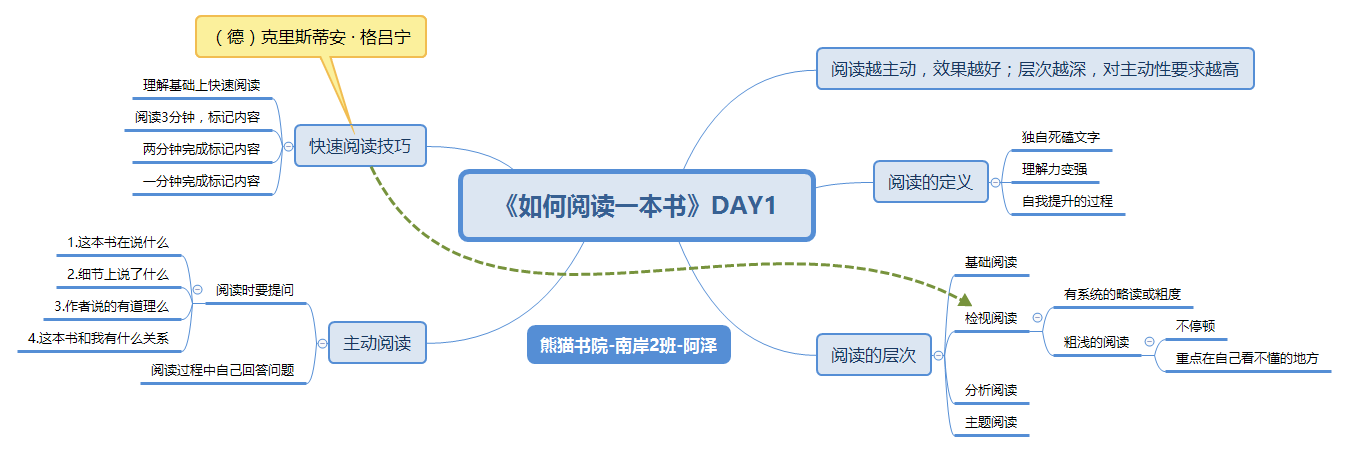 《如何阅读一本书》DAY1
阅读越主动，效果越好；层次越深，对主动性要求越高
阅读的定义
独自死磕文字
理解力变强
自我提升的过程
阅读的层次
基础阅读
检视阅读
有系统的略读或粗度
粗浅的阅读
不停顿
重点在自己看不懂的地方
分析阅读
主题阅读
（德）克里斯蒂安·格吕宁
快速阅读技巧
理解基础上快速阅读
阅读3分钟，标记内容
两分钟完成标记内容
一分钟完成标记内容
主动阅读
阅读时要提问
1.这本书在说什么
2.细节上说了什么
3.作者说的有道理么
4.这本书和我有什么关系
阅读过程中自己回答问题
熊猫书院-南岸2班-阿泽